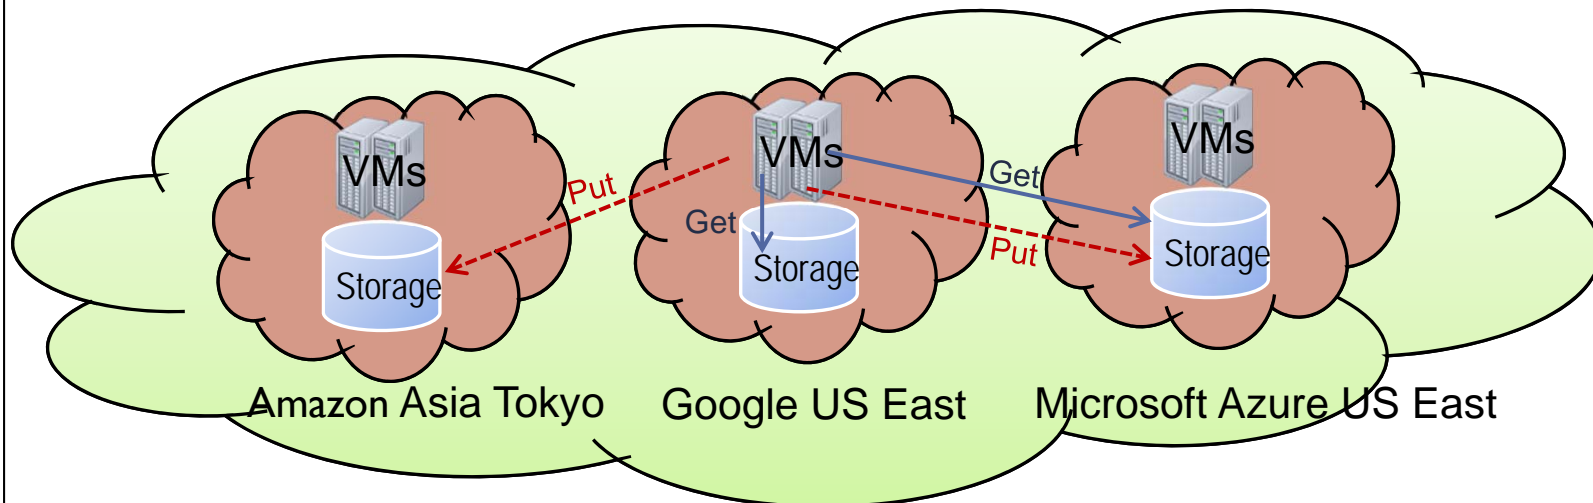 VMs
Storage
Put
VMs
Get
Storage
Get
Put
VMs
Storage
Amazon Asia Tokyo
Google US East
Microsoft Azure US East